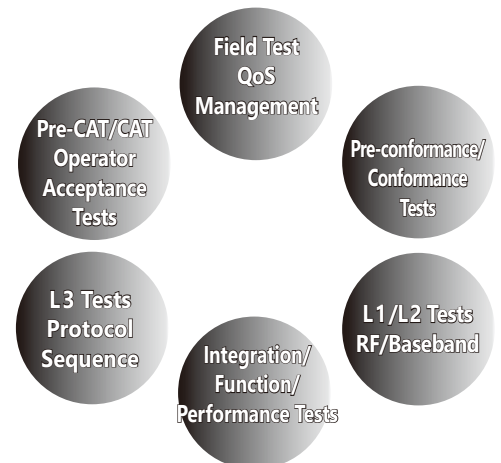 Field Test
QoS
Management
Pre-CAT/CAT
Operator
Acceptance
Tests
Pre-conformance/
Conformance
Tests
L3 Tests
Protocol
Sequence
L1/L2 Tests
RF/Baseband
Integration/
Function/
Performance Tests